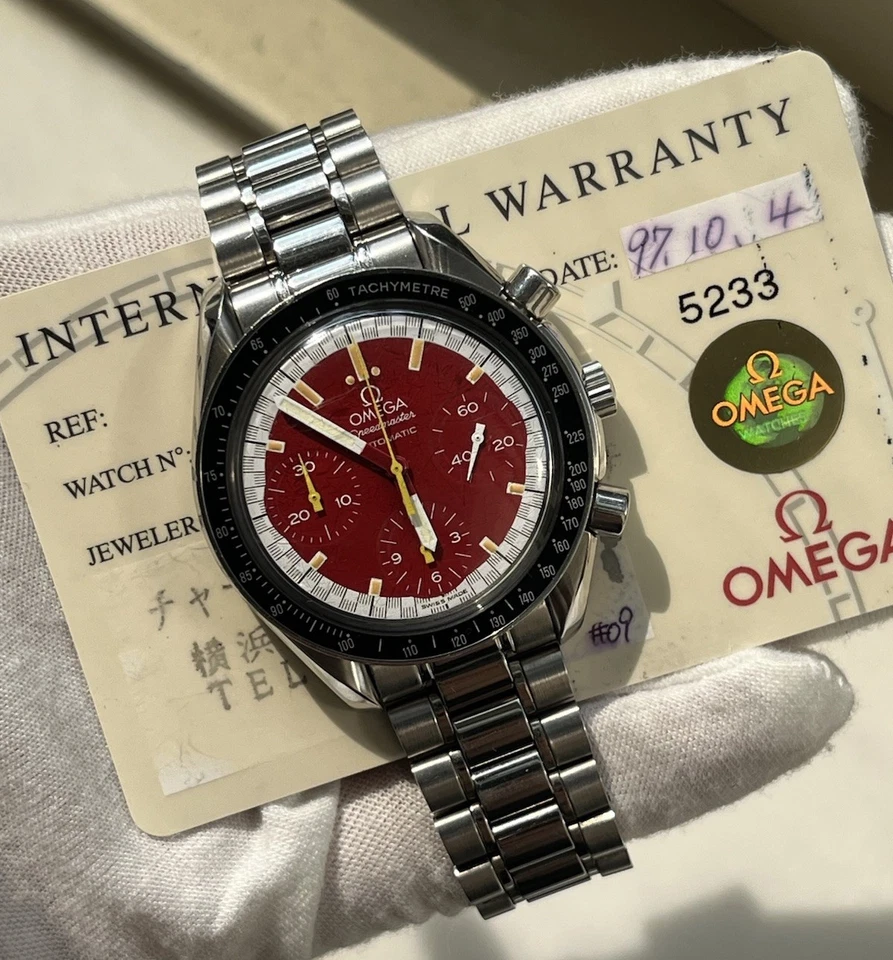 INTERN L WARRANTY
DATE: 97.10.4
5233
REF:
WATCH N°:
JEWELER
チャー
横浜
TEL
#09
OMEGA
WATCHES
OMEGA
60 TACHYMETRE 500 400 350 300 275 250 225 200 190 180 170 160 150 140 130 120 110 100 90 85 80 75 70 65
OMEGA
Speedmaster
AUTOMATIC
60 20 40
30 10 20
3 6 9
SWISS MADE